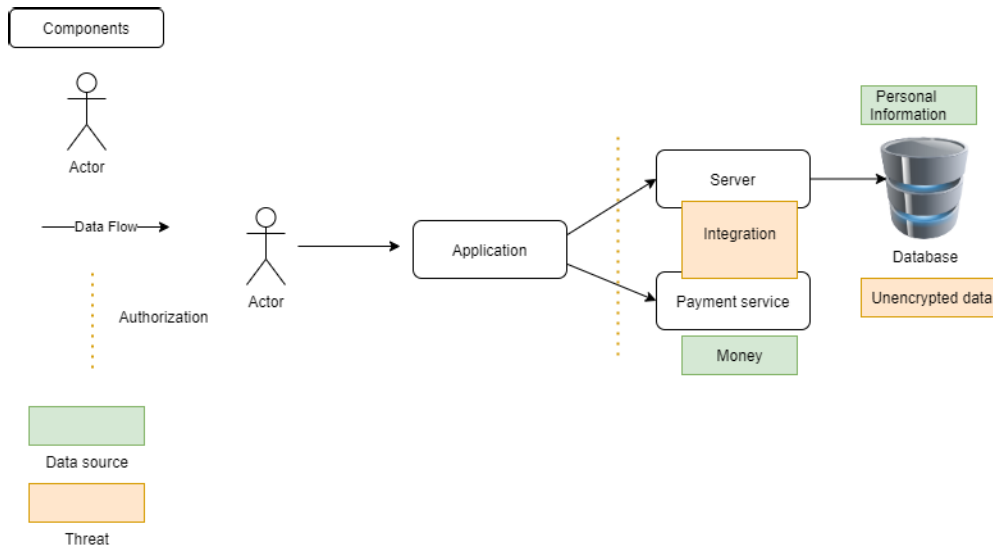 Components
Actor
Data Flow
Authorization
Data source
Threat
Actor
Application
Server
Integration
Payment service
Money
Personal
Information
Database
Unencrypted data